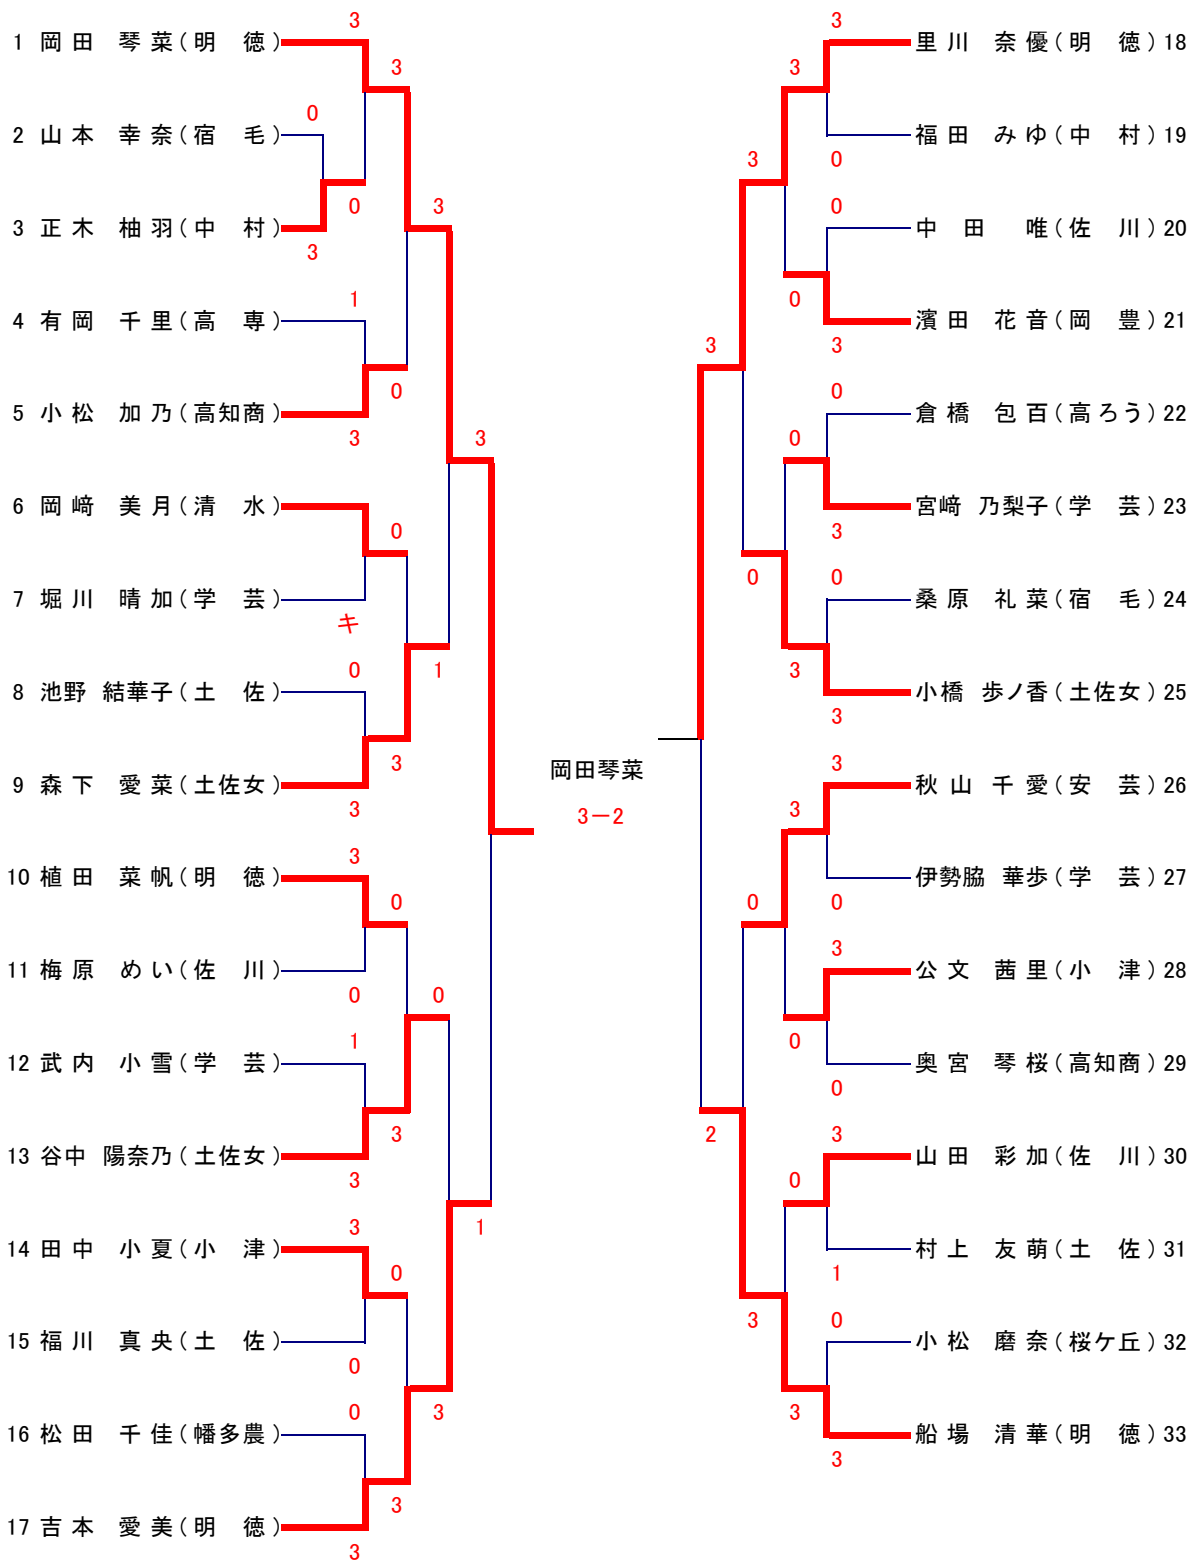 3
1 岡田 琴菜(明 徳)
3
0
2 山本 幸奈(宿 毛)
0
3
3 正木 柚羽(中 村)
3
1
4 有岡 千里(高 専)
0
5 小松 加乃(高知商)
3
3
6 岡﨑 美月(清 水)
0
7 堀川 晴加(学 芸)
キ
0
1
8 池野 結華子(土 佐)
3
9 森下 愛菜(土佐女)
3
3
10 植田 菜帆(明 徳)
0
11 梅原 めい(佐 川)
0
0
1
12 武内 小雪(学 芸)
3
13 谷中 陽奈乃(土佐女)
3
3
1
14 田中 小夏(小 津)
0
15 福川 真央(土 佐)
0
0
3
16 松田 千佳(幡多農)
3
17 吉本 愛美(明 徳)
3
岡田琴菜
3－2
3
里川 奈優(明 徳)18
3
福田 みゆ(中 村)19
3
0
0
中田 唯(佐 川)20
0
濱田 花音(岡 豊)21
3
3
0
倉橋 包百(高ろう)22
0
宮﨑 乃梨子(学 芸)23
3
0
0
桑原 礼菜(宿 毛)24
3
小橋 歩ノ香(土佐女)25
3
3
秋山 千愛(安 芸)26
3
伊勢脇 華歩(学 芸)27
0
0
3
公文 茜里(小 津)28
0
奥宮 琴桜(高知商)29
0
2
3
山田 彩加(佐 川)30
0
村上 友萌(土 佐)31
1
3
0
小松 磨奈(桜ケ丘)32
3
船場 清華(明 徳)33
3